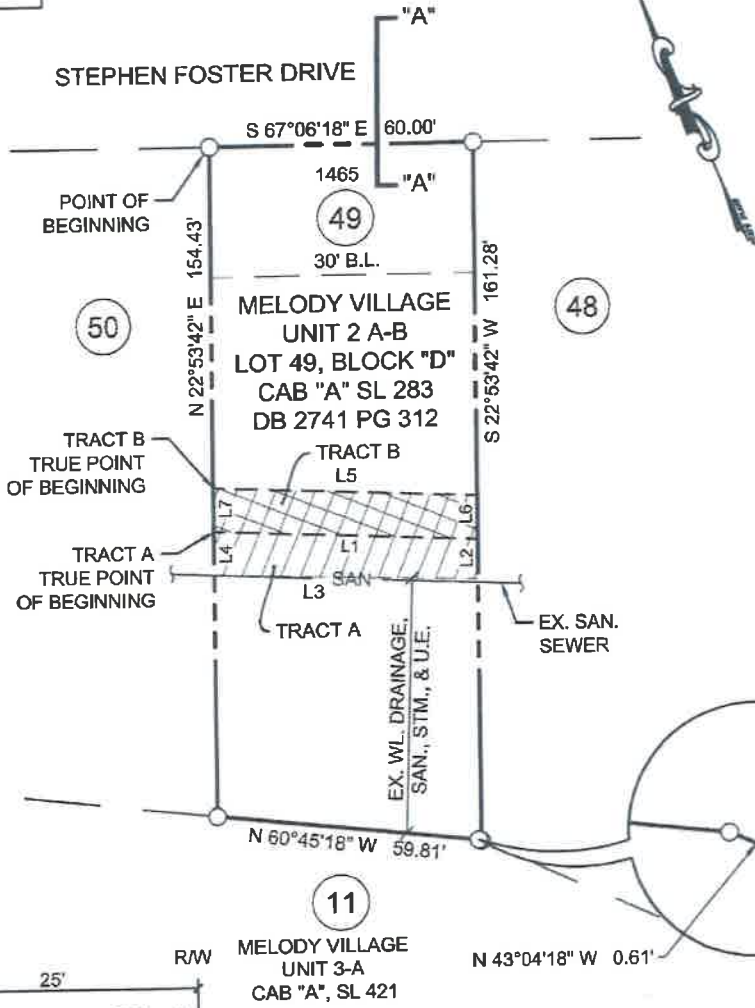 "A"
STEPHEN FOSTER DRIVE
S 67°06'18" E 60.00'
1465
"A"
POINT OF
BEGINNING
49
30' B.L.
N 22°53'42" E 154.43'
S 22°53'42" W 161.28'
50
48
MELODY VILLAGE
UNIT 2 A-B
LOT 49, BLOCK "D"
CAB "A" SL 283
DB 2741 PG 312
TRACT B
TRUE POINT
OF BEGINNING
TRACT B
L5
L7
L6
L1
L4
L2
TRACT A
TRUE POINT
OF BEGINNING
SAN
L3
TRACT A
EX. SAN.
SEWER
EX. WL. DRAINAGE,
SAN., STM., & U.E.
N 60°45'18" W 59.81'
11
MELODY VILLAGE
UNIT 3-A
CAB "A", SL 421
R/W
25'
N 43°04'18" W 0.61'